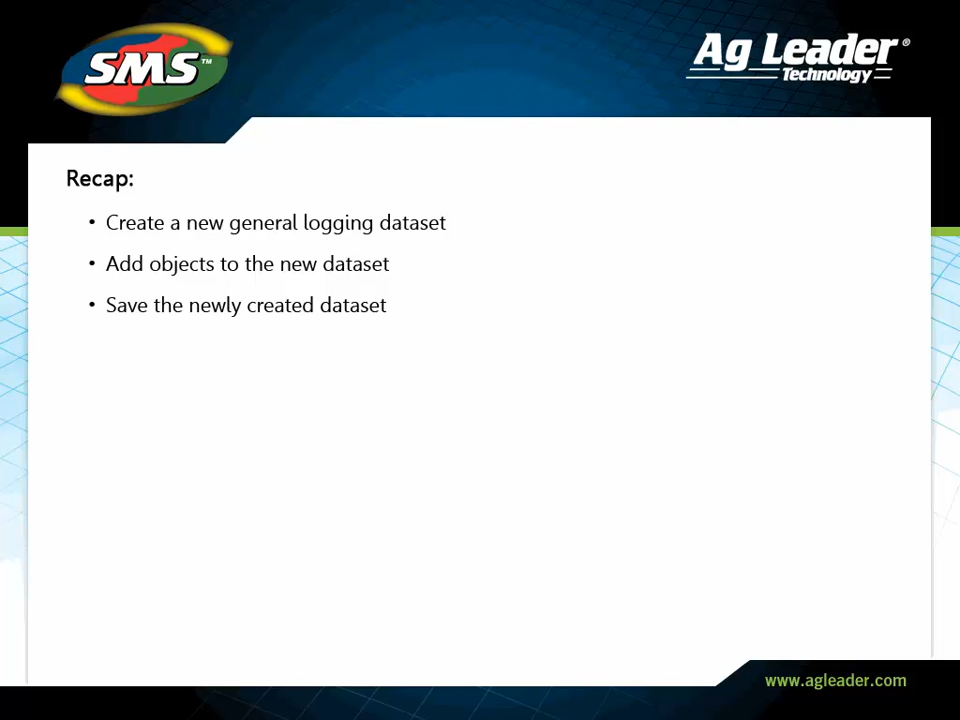 SMS™
Ag Leader®
Technology
Recap:
• Create a new general logging dataset
• Add objects to the new dataset
• Save the newly created dataset
www.agleader.com